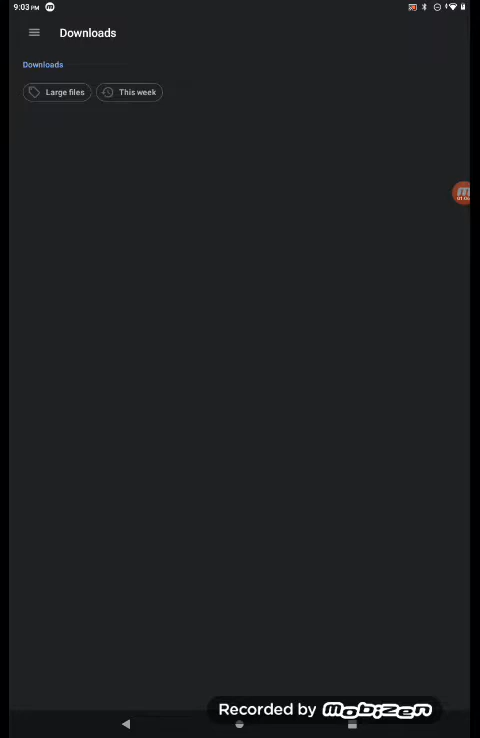 9:03 PM
Downloads
Downloads
Large files
This week
Recorded by mobizen